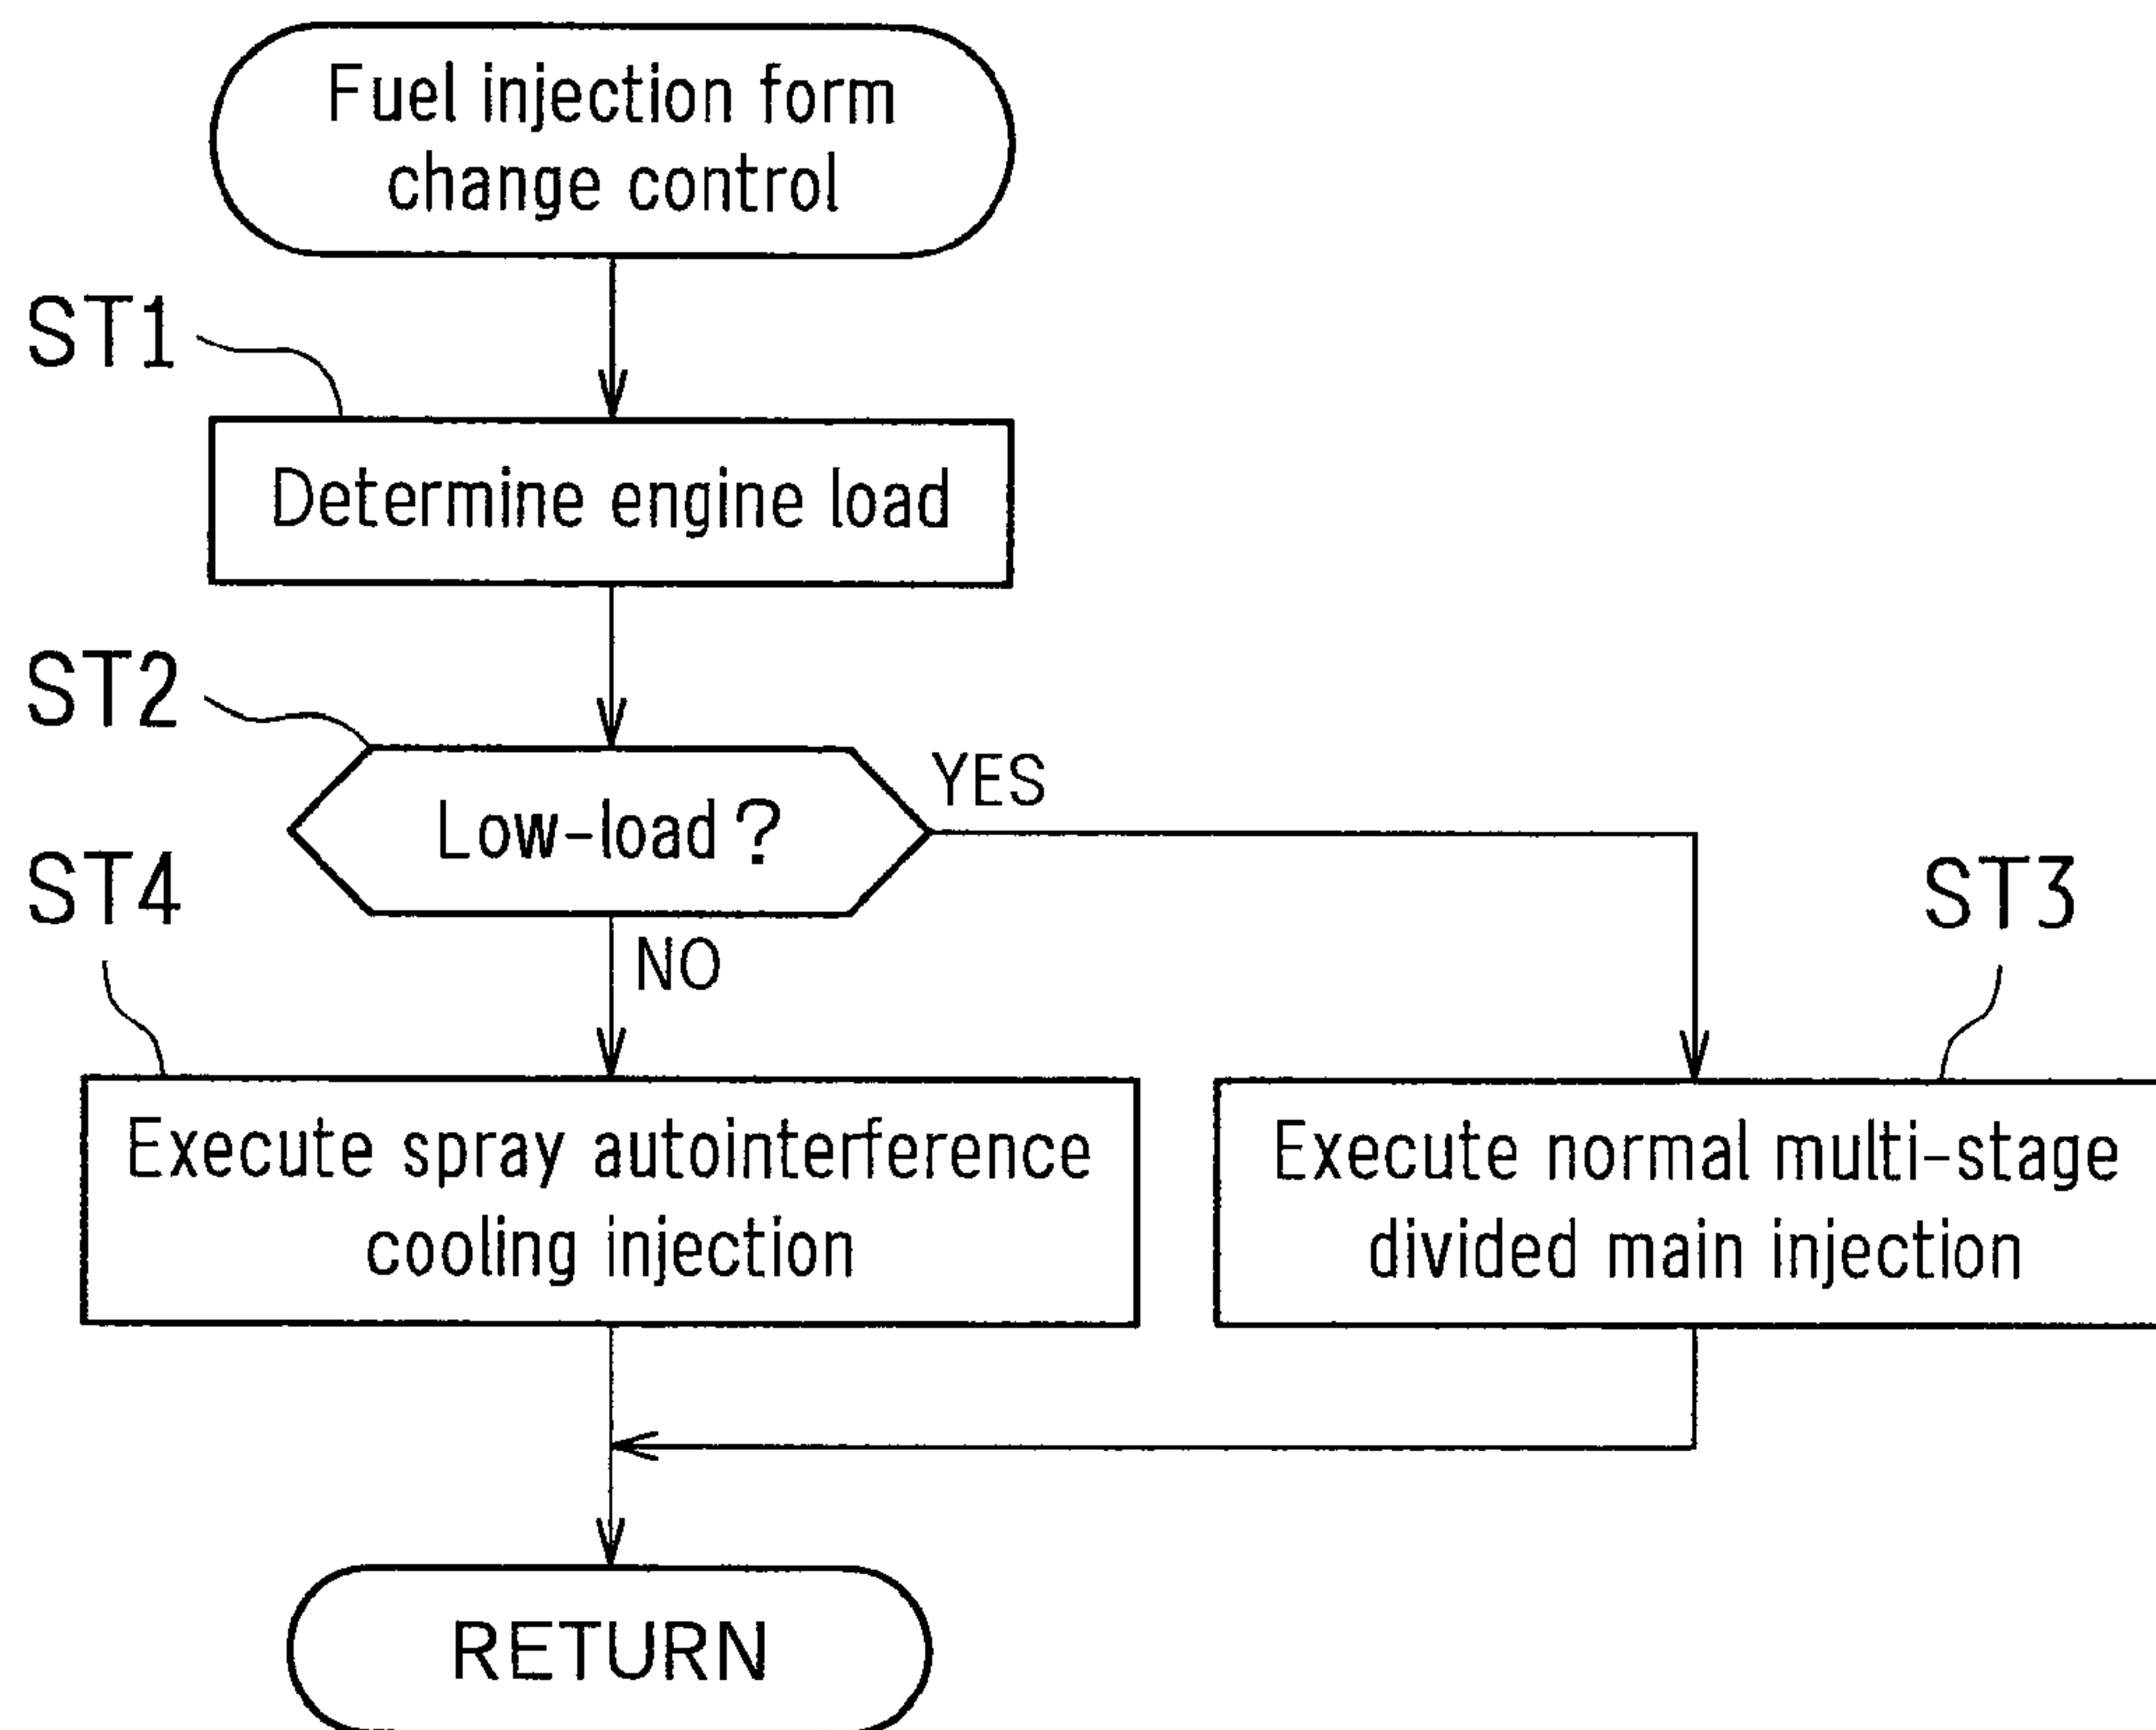 Fuel injection form
change control
ST1
Determine engine load
ST2
Low-load ?
YES
ST4
NO
ST3
Execute spray autointerference
cooling injection
Execute normal multi-stage
divided main injection
RETURN